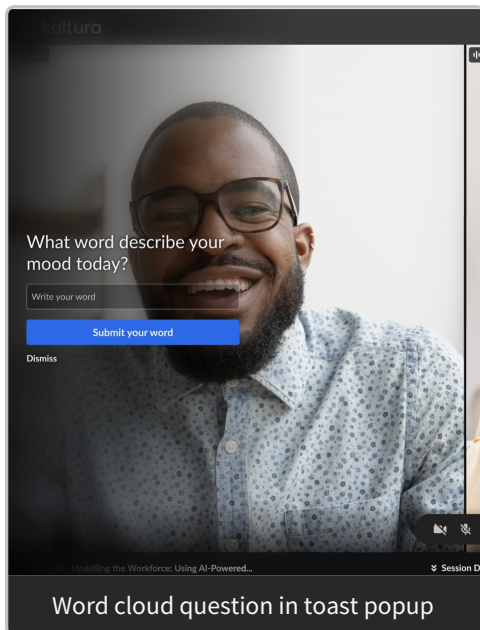 kaltura
What word describe your
mood today?
Write your word
Submit your word
Dismiss
Upskilling the Workforce: Using AI-Powered...
Session D
Word cloud question in toast popup